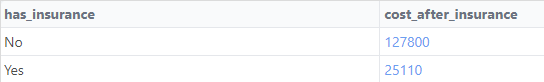 has_insurance cost_after_insurance
No 127800
Yes 25110